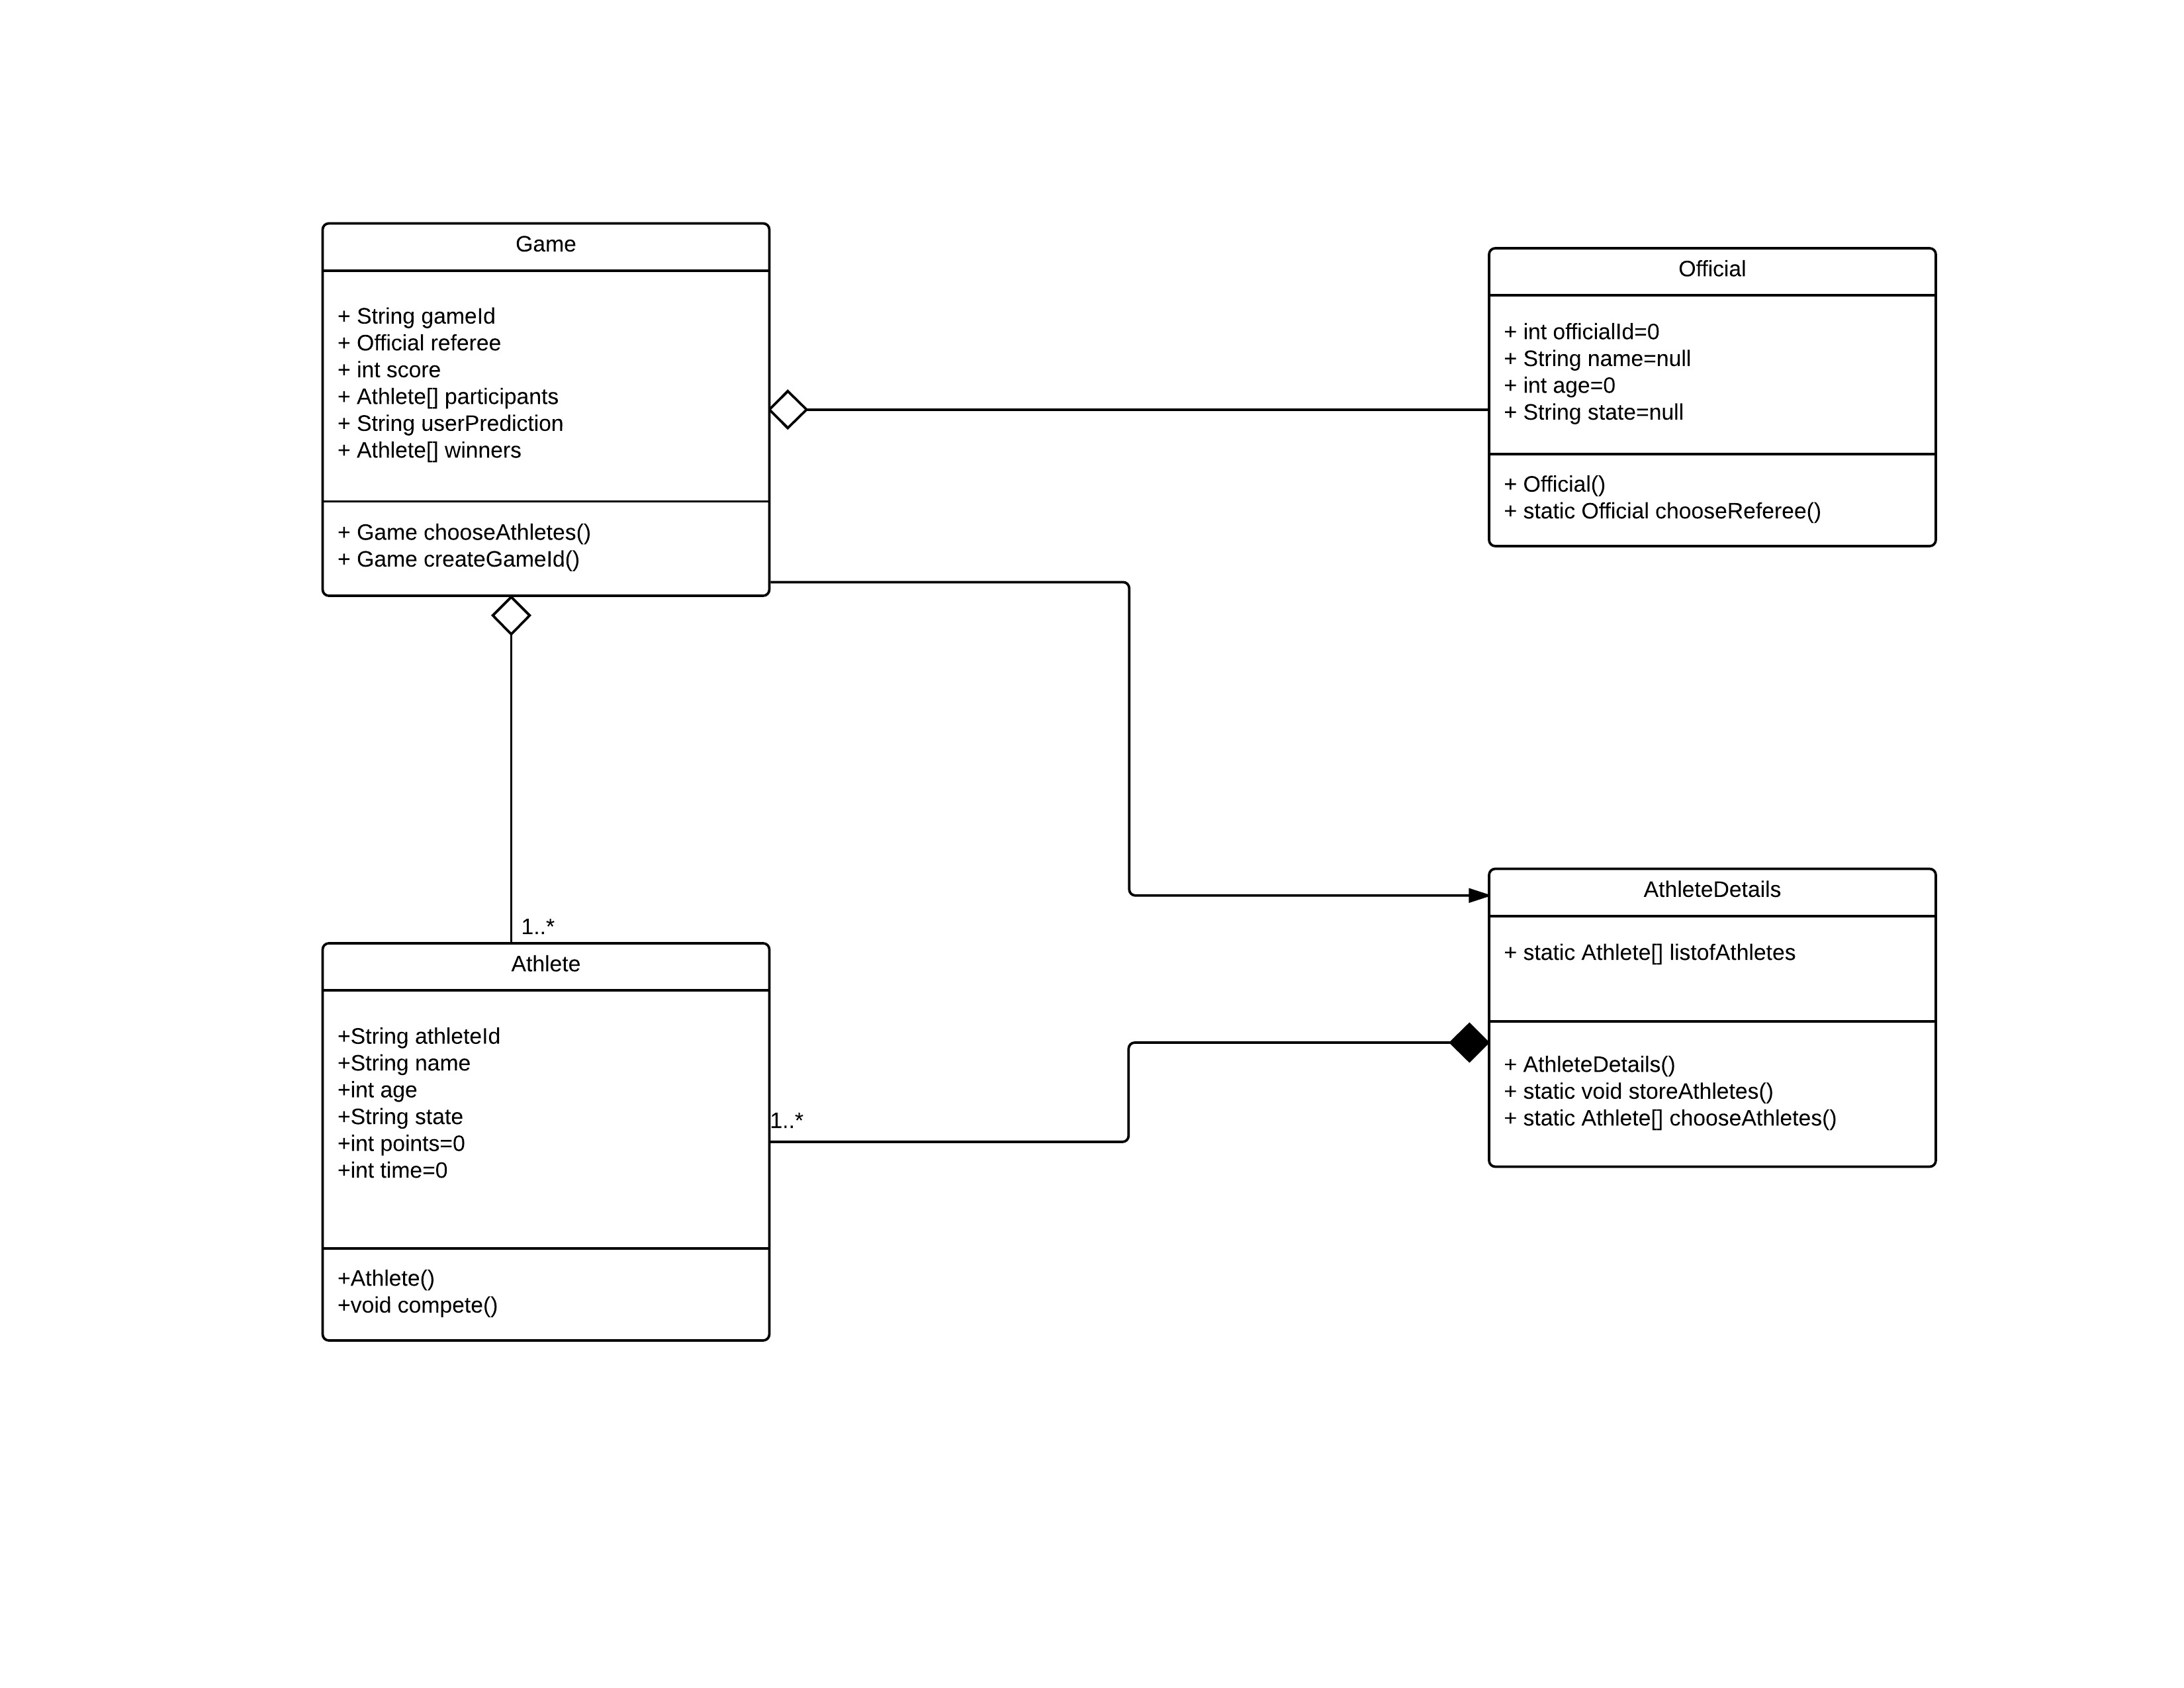 Game
+ String gameId
+ Official referee
+ int score
+ Athlete[] participants
+ String userPrediction
+ Athlete[] winners
+ Game chooseAthletes()
+ Game createGameId()
Official
+ int officialId=0
+ String name=null
+ int age=0
+ String state=null
+ Official()
+ static Official chooseReferee()
1..*
Athlete
+String athleteId
+String name
+int age
+String state
+int points=0
+int time=0
+Athlete()
+void compete()
1..*
AthleteDetails
+ static Athlete[] listofAthletes
+ AthleteDetails()
+ static void storeAthletes()
+ static Athlete[] chooseAthletes()